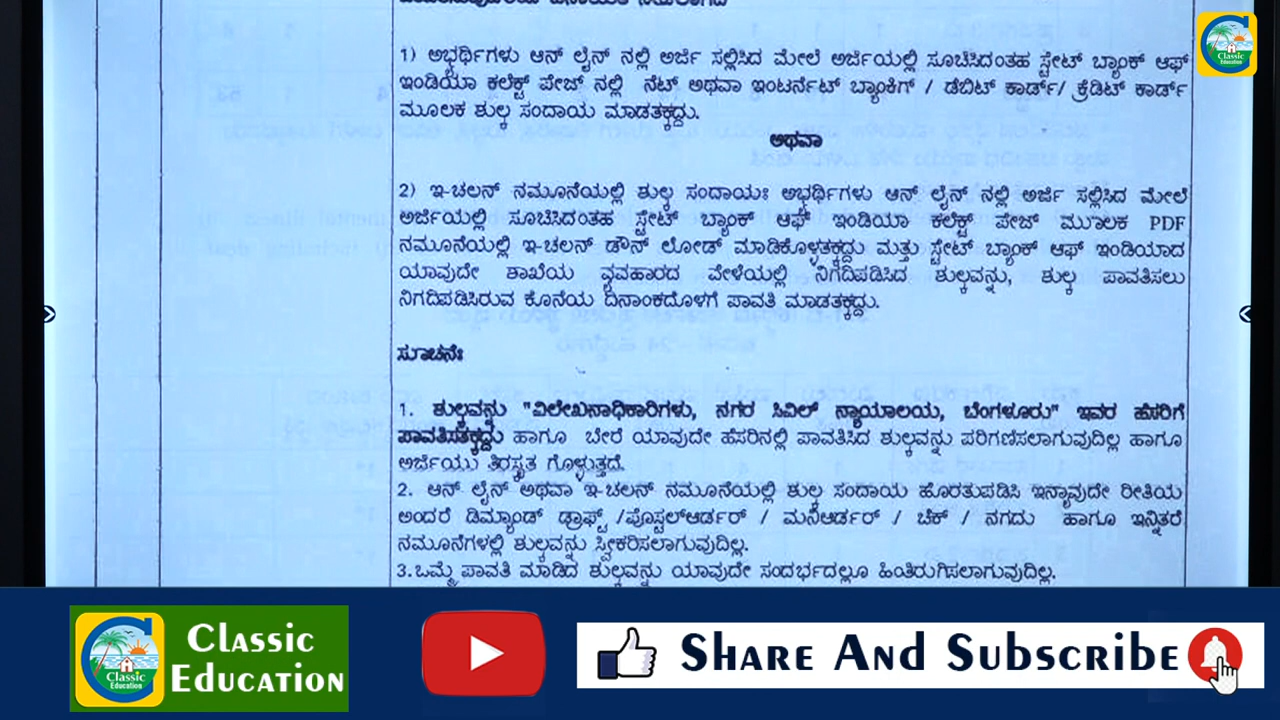 1) ಅಭ್ಯರ್ಥಿಗಳು ಆನ್ ಲೈನ್ ನಲ್ಲಿ ಅರ್ಜಿ ಸಲ್ಲಿಸಿದ ಮೇಲೆ ಅರ್ಜಿಯಲ್ಲಿ ಸೂಚಿಸಿದಂತಹ ಸ್ಟೇಟ್ ಬ್ಯಾಂಕ್ ಆಫ್
ಇಂಡಿಯಾ ಕಲೆಕ್ಟ್ ಪೇಜ್ ನಲ್ಲಿ ನೆಟ್ ಅಥವಾ ಇಂಟರ್ನೆಟ್ ಬ್ಯಾಂಕಿಗ್ / ಡೆಬಿಟ್ ಕಾರ್ಡ್/ ಕ್ರೆಡಿಟ್ ಕಾರ್ಡ್
ಮೂಲಕ ಶುಲ್ಕ ಸಂದಾಯ ಮಾಡತಕ್ಕದ್ದು.
ಅಥವಾ
2) ಇ-ಚಲನ್ ನಮೂನೆಯಲ್ಲಿ ಶುಲ್ಕ ಸಂದಾಯಃ ಅಭ್ಯರ್ಥಿಗಳು ಆನ್ ಲೈನ್ ನಲ್ಲಿ ಅರ್ಜಿ ಸಲ್ಲಿಸಿದ ಮೇಲೆ
ಅರ್ಜಿಯಲ್ಲಿ ಸೂಚಿಸಿದಂತಹ ಸ್ಟೇಟ್ ಬ್ಯಾಂಕ್ ಆಫ್ ಇಂಡಿಯಾ ಕಲೆಕ್ಟ್ ಪೇಜ್ ಮೂಲಕ PDF
ನಮೂನೆಯಲ್ಲಿ ಇ-ಚಲನ್ ಡೌನ್ ಲೋಡ್ ಮಾಡಿಕೊಳ್ಳತಕ್ಕದ್ದು ಮತ್ತು ಸ್ಟೇಟ್ ಬ್ಯಾಂಕ್ ಆಫ್ ಇಂಡಿಯಾದ
ಯಾವುದೇ ಶಾಖೆಯ ವ್ಯವಹಾರದ ವೇಳೆಯಲ್ಲಿ ನಿಗದಿಪಡಿಸಿದ ಶುಲ್ಕವನ್ನು, ಶುಲ್ಕ ಪಾವತಿಸಲು
ನಿಗದಿಪಡಿಸಿರುವ ಕೊನೆಯ ದಿನಾಂಕದೊಳಗೆ ಪಾವತಿ ಮಾಡತಕ್ಕದ್ದು.
ಸೂಚನೆಃ
1. ಶುಲ್ಕವನ್ನು "ವಿಲೇಖನಾಧಿಕಾರಿಗಳು, ನಗರ ಸಿವಿಲ್ ನ್ಯಾಯಾಲಯ, ಬೆಂಗಳೂರು" ಇವರ ಹೆಸರಿಗೆ
ಪಾವತಿಸತಕ್ಕದ್ದು ಹಾಗೂ ಬೇರೆ ಯಾವುದೇ ಹೆಸರಿನಲ್ಲಿ ಪಾವತಿಸಿದ ಶುಲ್ಕವನ್ನು ಪರಿಗಣಿಸಲಾಗುವುದಿಲ್ಲ ಹಾಗೂ
ಅರ್ಜಿಯು ತಿರಸ್ಕೃತ ಗೊಳ್ಳುತ್ತದೆ.
2. ಆನ್ ಲೈನ್ ಅಥವಾ ಇ-ಚಲನ್ ನಮೂನೆಯಲ್ಲಿ ಶುಲ್ಕ ಸಂದಾಯ ಹೊರತುಪಡಿಸಿ ಇನ್ಯಾವುದೇ ರೀತಿಯ
ಅಂದರೆ ಡಿಮ್ಯಾಂಡ್ ಡ್ರಾಫ್ಟ್ /ಪೊಸ್ಟಲ್‌ಆರ್ಡರ್ / ಮನಿಆರ್ಡರ್ / ಚೆಕ್ / ನಗದು ಹಾಗೂ ಇನ್ನಿತರೆ
ನಮೂನೆಗಳಲ್ಲಿ ಶುಲ್ಕವನ್ನು ಸ್ವೀಕರಿಸಲಾಗುವುದಿಲ್ಲ.
3.ಒಮ್ಮೆ ಪಾವತಿ ಮಾಡಿದ ಶುಲ್ಕವನ್ನು ಯಾವುದೇ ಸಂದರ್ಭದಲ್ಲೂ ಹಿಂತಿರುಗಿಸಲಾಗುವುದಿಲ್ಲ.
Classic
Education
Classic
Education
Classic
Education
Share And Subscribe